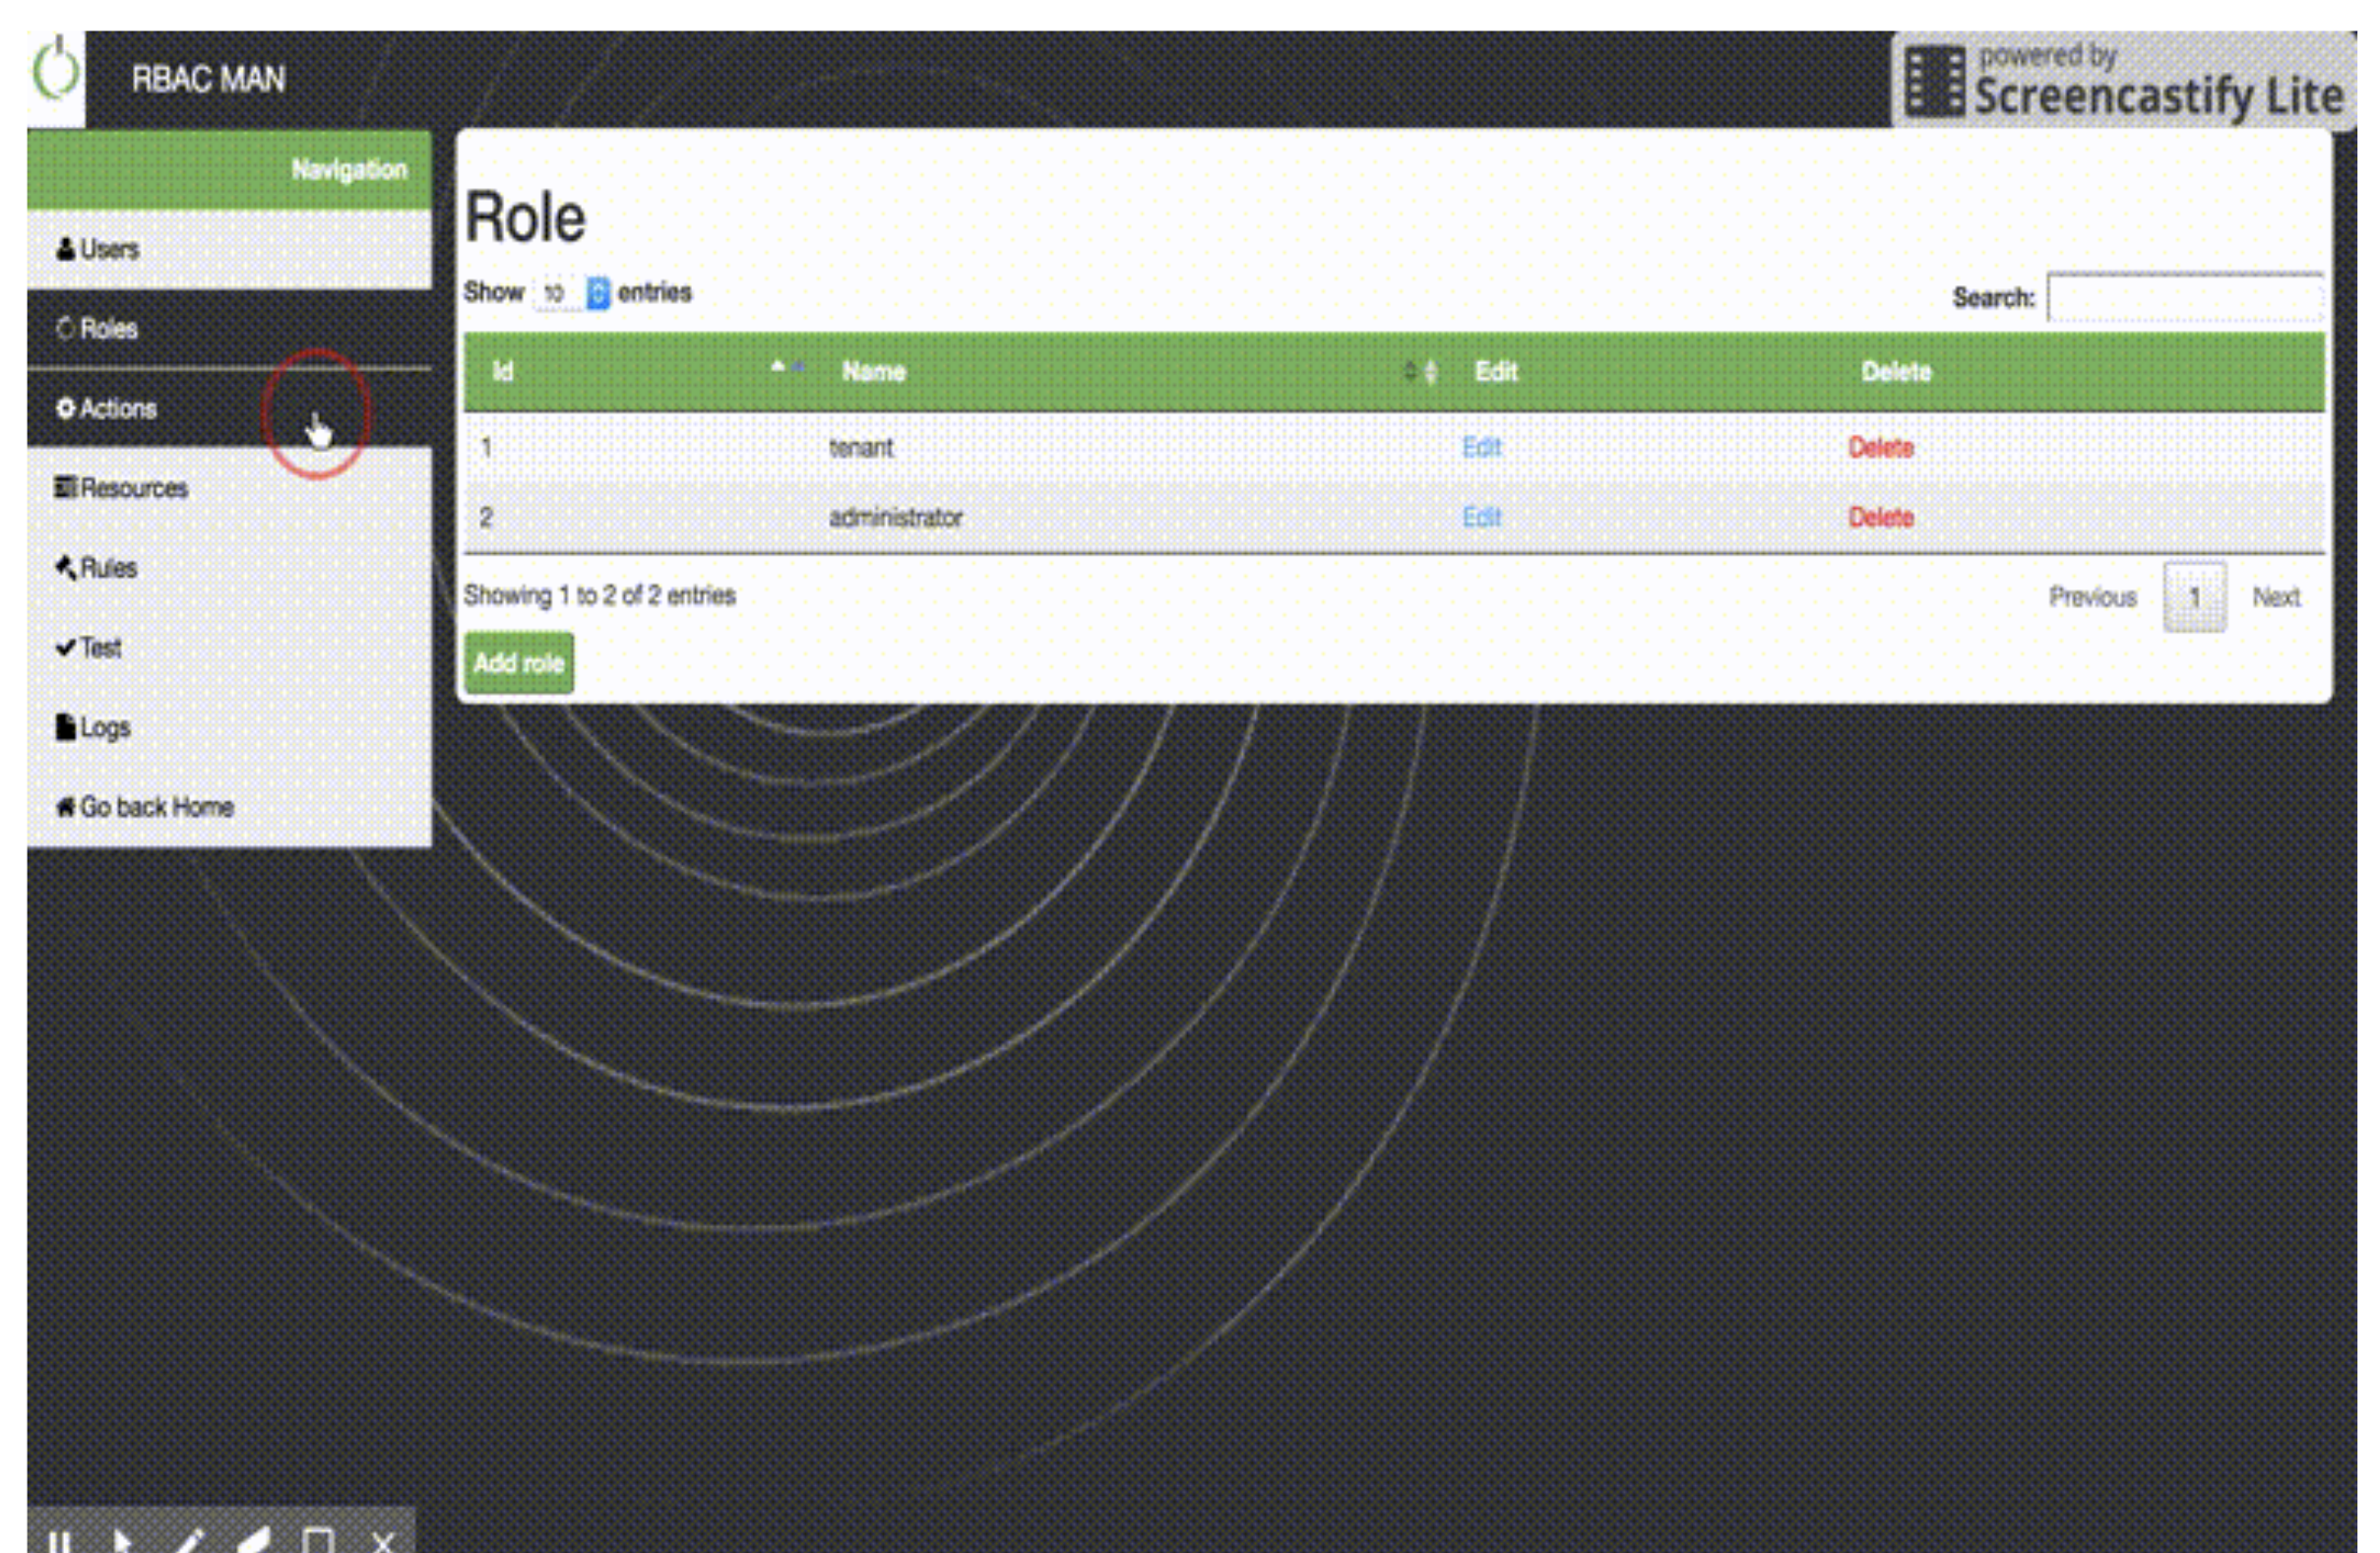 RBAC MAN
powered by
Screencastify Lite
Navigation
Users
Roles
Actions
Resources
Rules
Test
Logs
Go back Home
Role
Show 10 entries
Search:
Id Name Edit Delete
1 tenant Edit Delete
2 administrator Edit Delete
Showing 1 to 2 of 2 entries
Previous 1 Next
Add role